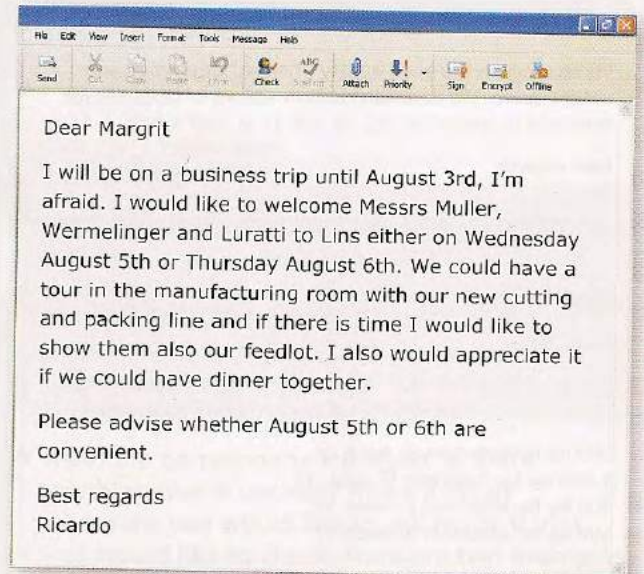 File Edit View Insert Format Tools Message Help
Send Cut Copy Paste Undo Check Spelling Attach Priority Sign Encrypt Offline
Dear Margrit
I will be on a business trip until August 3rd, I'm
afraid. I would like to welcome Messrs Muller,
Wermelinger and Luratti to Lins either on Wednesday
August 5th or Thursday August 6th. We could have a
tour in the manufacturing room with our new cutting
and packing line and if there is time I would like to
show them also our feedlot. I also would appreciate it
if we could have dinner together.
Please advise whether August 5th or 6th are
convenient.
Best regards
Ricardo